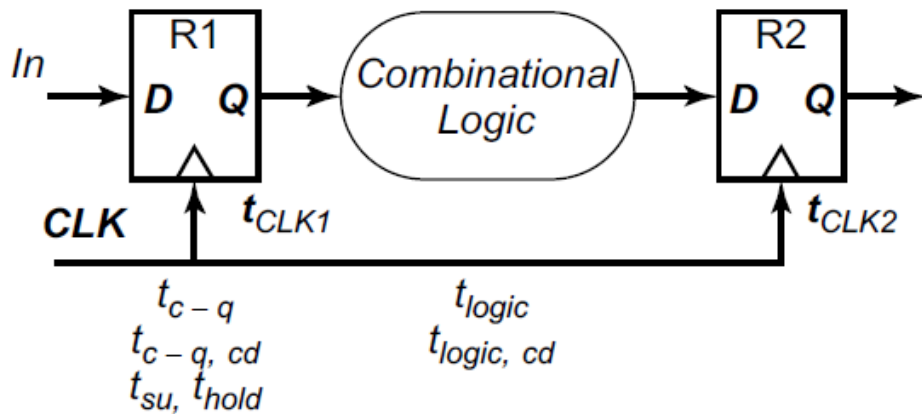 R1
R2
In
D Q
Combinational
Logic
D Q
CLK
t_CLK1
t_CLK2
t_c – q
t_logic
t_c – q, cd
t_logic, cd
t_su, t_hold